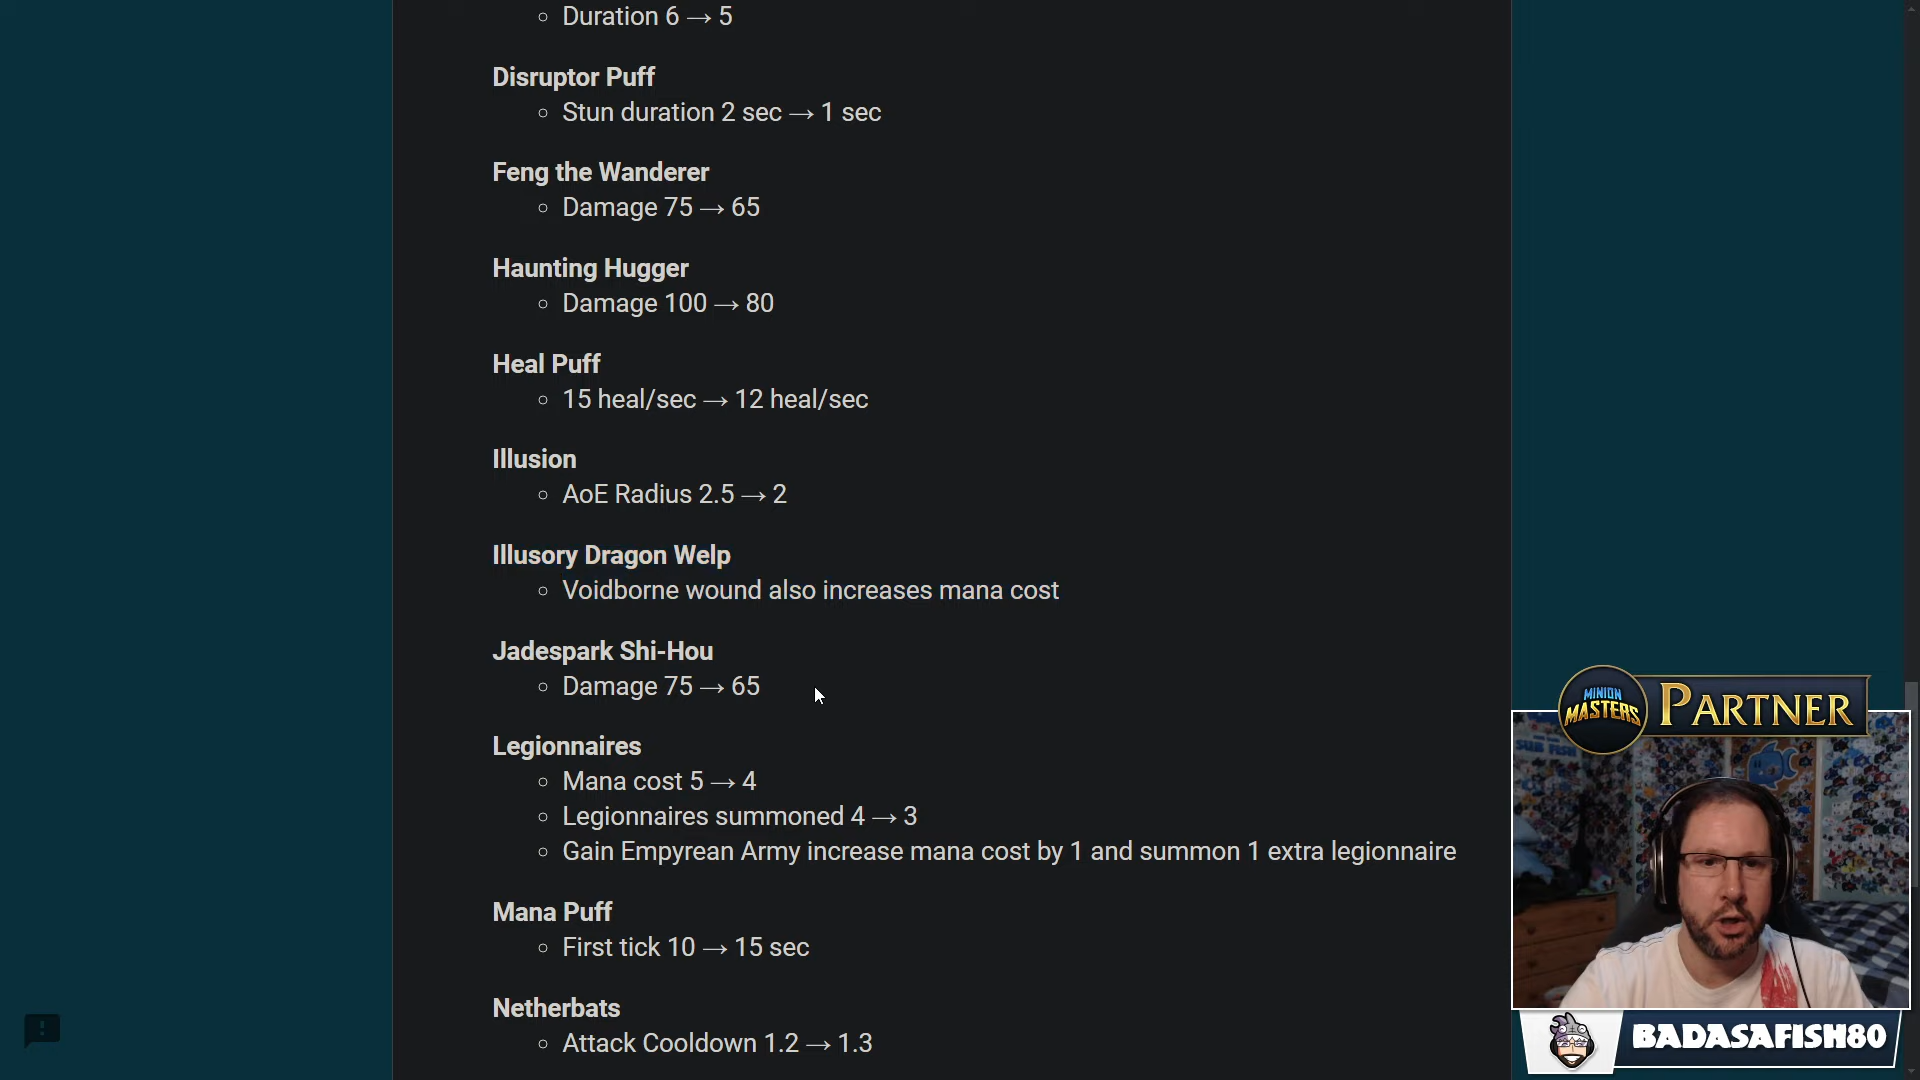 Duration 6 → 5
Disruptor Puff
Stun duration 2 sec → 1 sec
Feng the Wanderer
Damage 75 → 65
Haunting Hugger
Damage 100 → 80
Heal Puff
15 heal/sec → 12 heal/sec
Illusion
AoE Radius 2.5 → 2
Illusory Dragon Welp
Voidborne wound also increases mana cost
Jadespark Shi-Hou
Damage 75 → 65
Legionnaires
Mana cost 5 → 4
Legionnaires summoned 4 → 3
Gain Empyrean Army increase mana cost by 1 and summon 1 extra legionnaire
Mana Puff
First tick 10 → 15 sec
Netherbats
Attack Cooldown 1.2 → 1.3
MINION
MASTERS
PARTNER
SUB FISH
BADASAFISH80